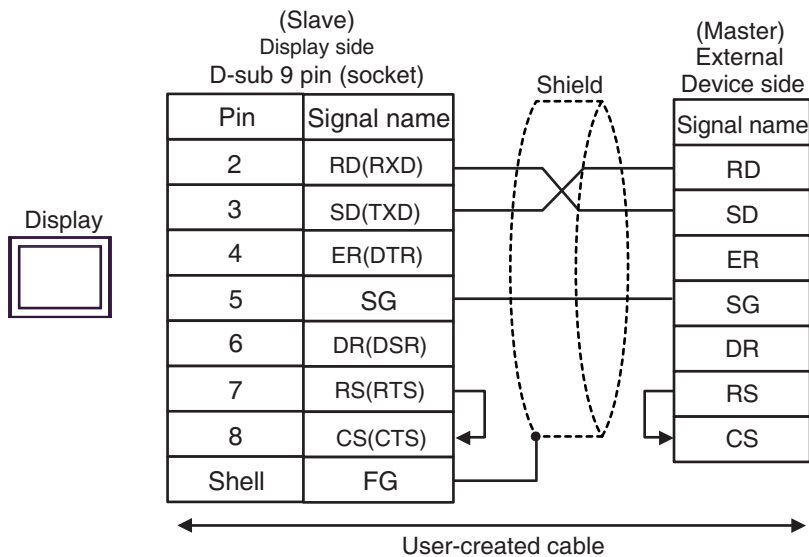 (Slave)
Display side
D-sub 9 pin (socket)
(Master)
External
Device side
Shield
Pin Signal name
Signal name
2 RD(RXD)
RD
3 SD(TXD)
SD
Display
4 ER(DTR)
ER
5 SG
SG
6 DR(DSR)
DR
7 RS(RTS)
RS
8 CS(CTS)
CS
Shell FG
User-created cable